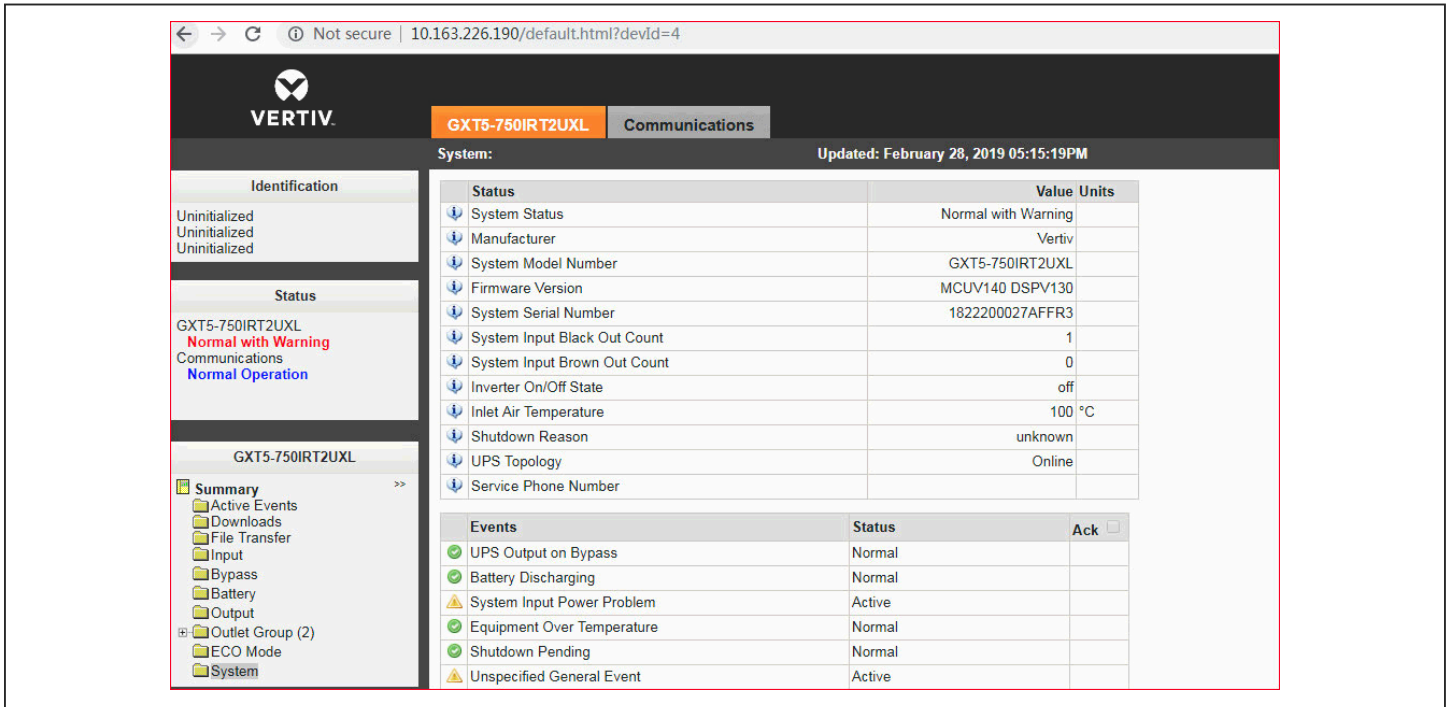 Not secure | 10.163.226.190/default.html?devId=4
VERTIV.
GXT5-750IRT2UXL Communications
System: Updated: February 28, 2019 05:15:19PM
Identification
Uninitialized
Uninitialized
Uninitialized
Status
GXT5-750IRT2UXL
Normal with Warning
Communications
Normal Operation
GXT5-750IRT2UXL
Summary >>
Active Events
Downloads
File Transfer
Input
Bypass
Battery
Output
Outlet Group (2)
ECO Mode
System
Status Value Units
System Status Normal with Warning
Manufacturer Vertiv
System Model Number GXT5-750IRT2UXL
Firmware Version MCUV140 DSPV130
System Serial Number 1822200027AFFR3
System Input Black Out Count 1
System Input Brown Out Count 0
Inverter On/Off State off
Inlet Air Temperature 100 °C
Shutdown Reason unknown
UPS Topology Online
Service Phone Number
Events Status Ack
UPS Output on Bypass Normal
Battery Discharging Normal
System Input Power Problem Active
Equipment Over Temperature Normal
Shutdown Pending Normal
Unspecified General Event Active